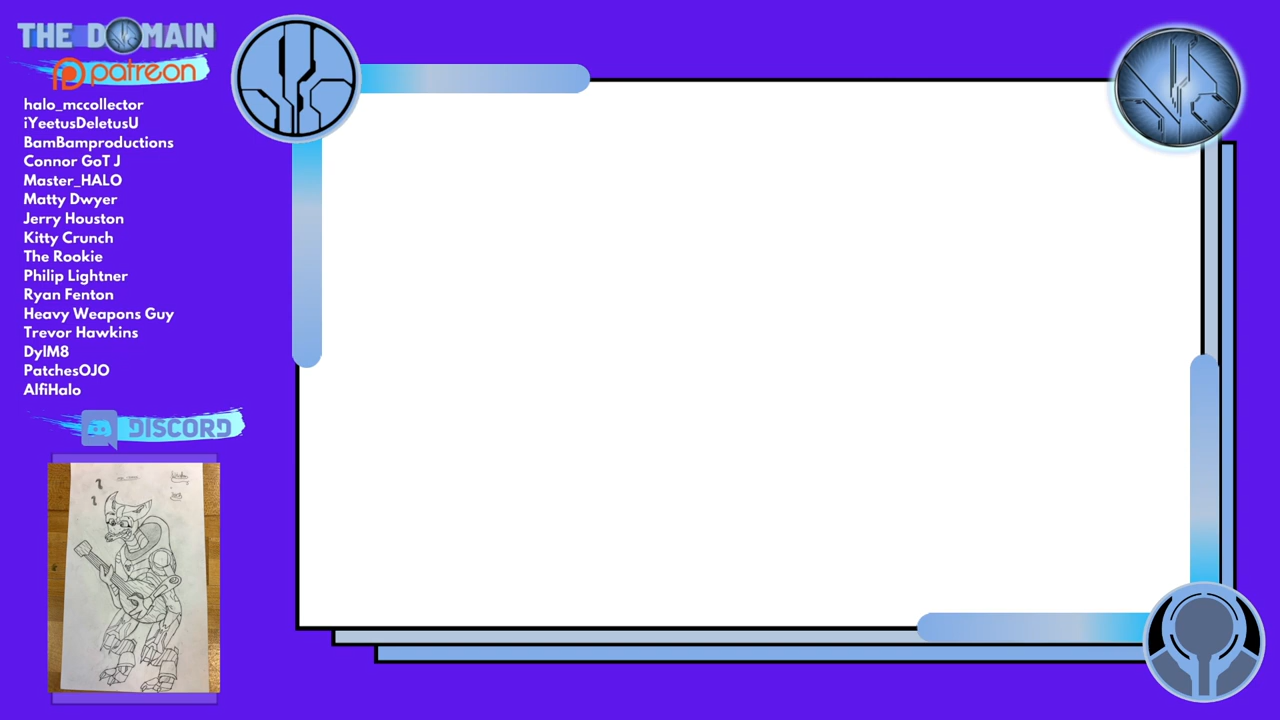 THE DOMAIN
patreon
halo_mccollector
iYeetusDeletusU
BamBamproductions
Connor GoT J
Master_HALO
Matty Dwyer
Jerry Houston
Kitty Crunch
The Rookie
Philip Lightner
Ryan Fenton
Heavy Weapons Guy
Trevor Hawkins
DylM8
PatchesOJO
AlfiHalo
DISCORD